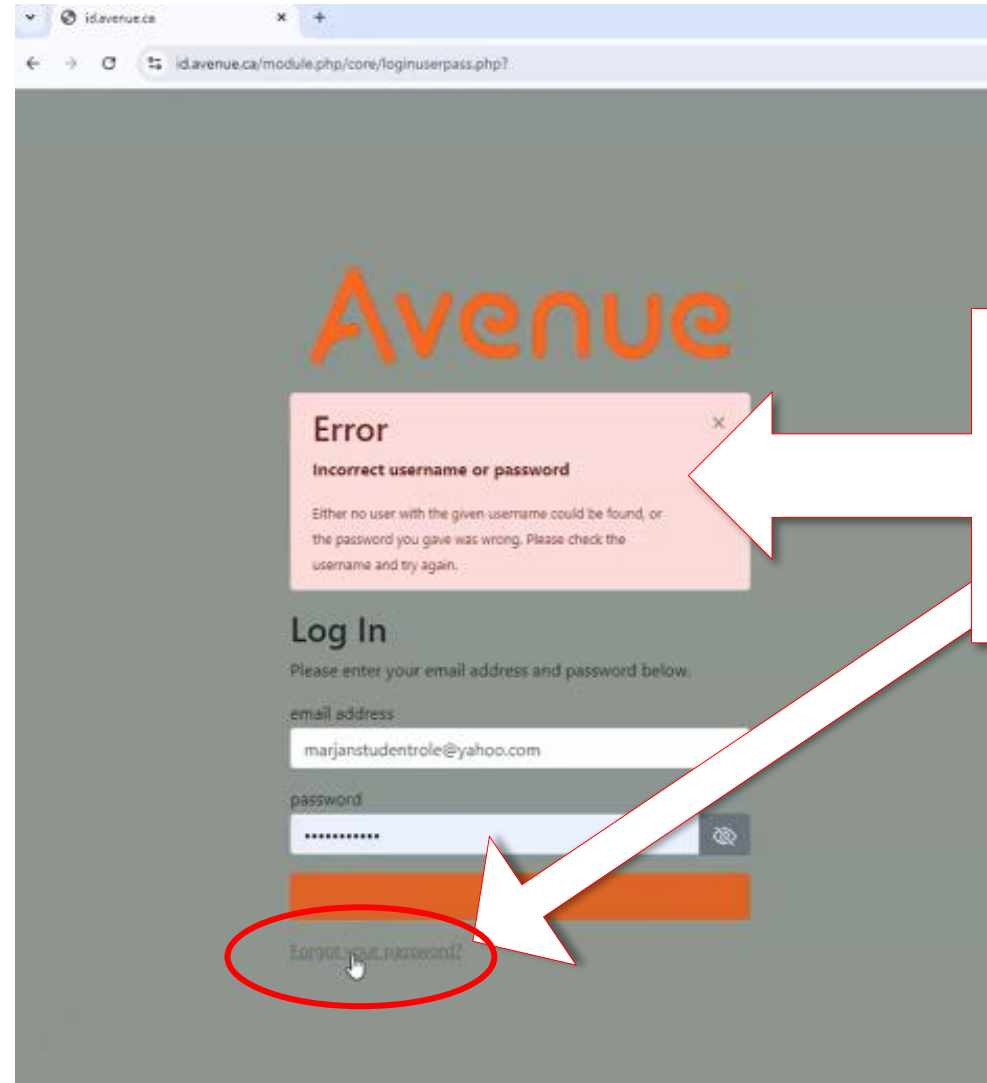 id.avenue.ca
id.avenue.ca/module.php/core/loginuserpass.php?
Avenue
Error
Incorrect username or password
Either no user with the given username could be found, or
the password you gave was wrong. Please check the
username and try again.
Log In
Please enter your email address and password below.
email address
marjanstudentrole@yahoo.com
password
Forgot your password?